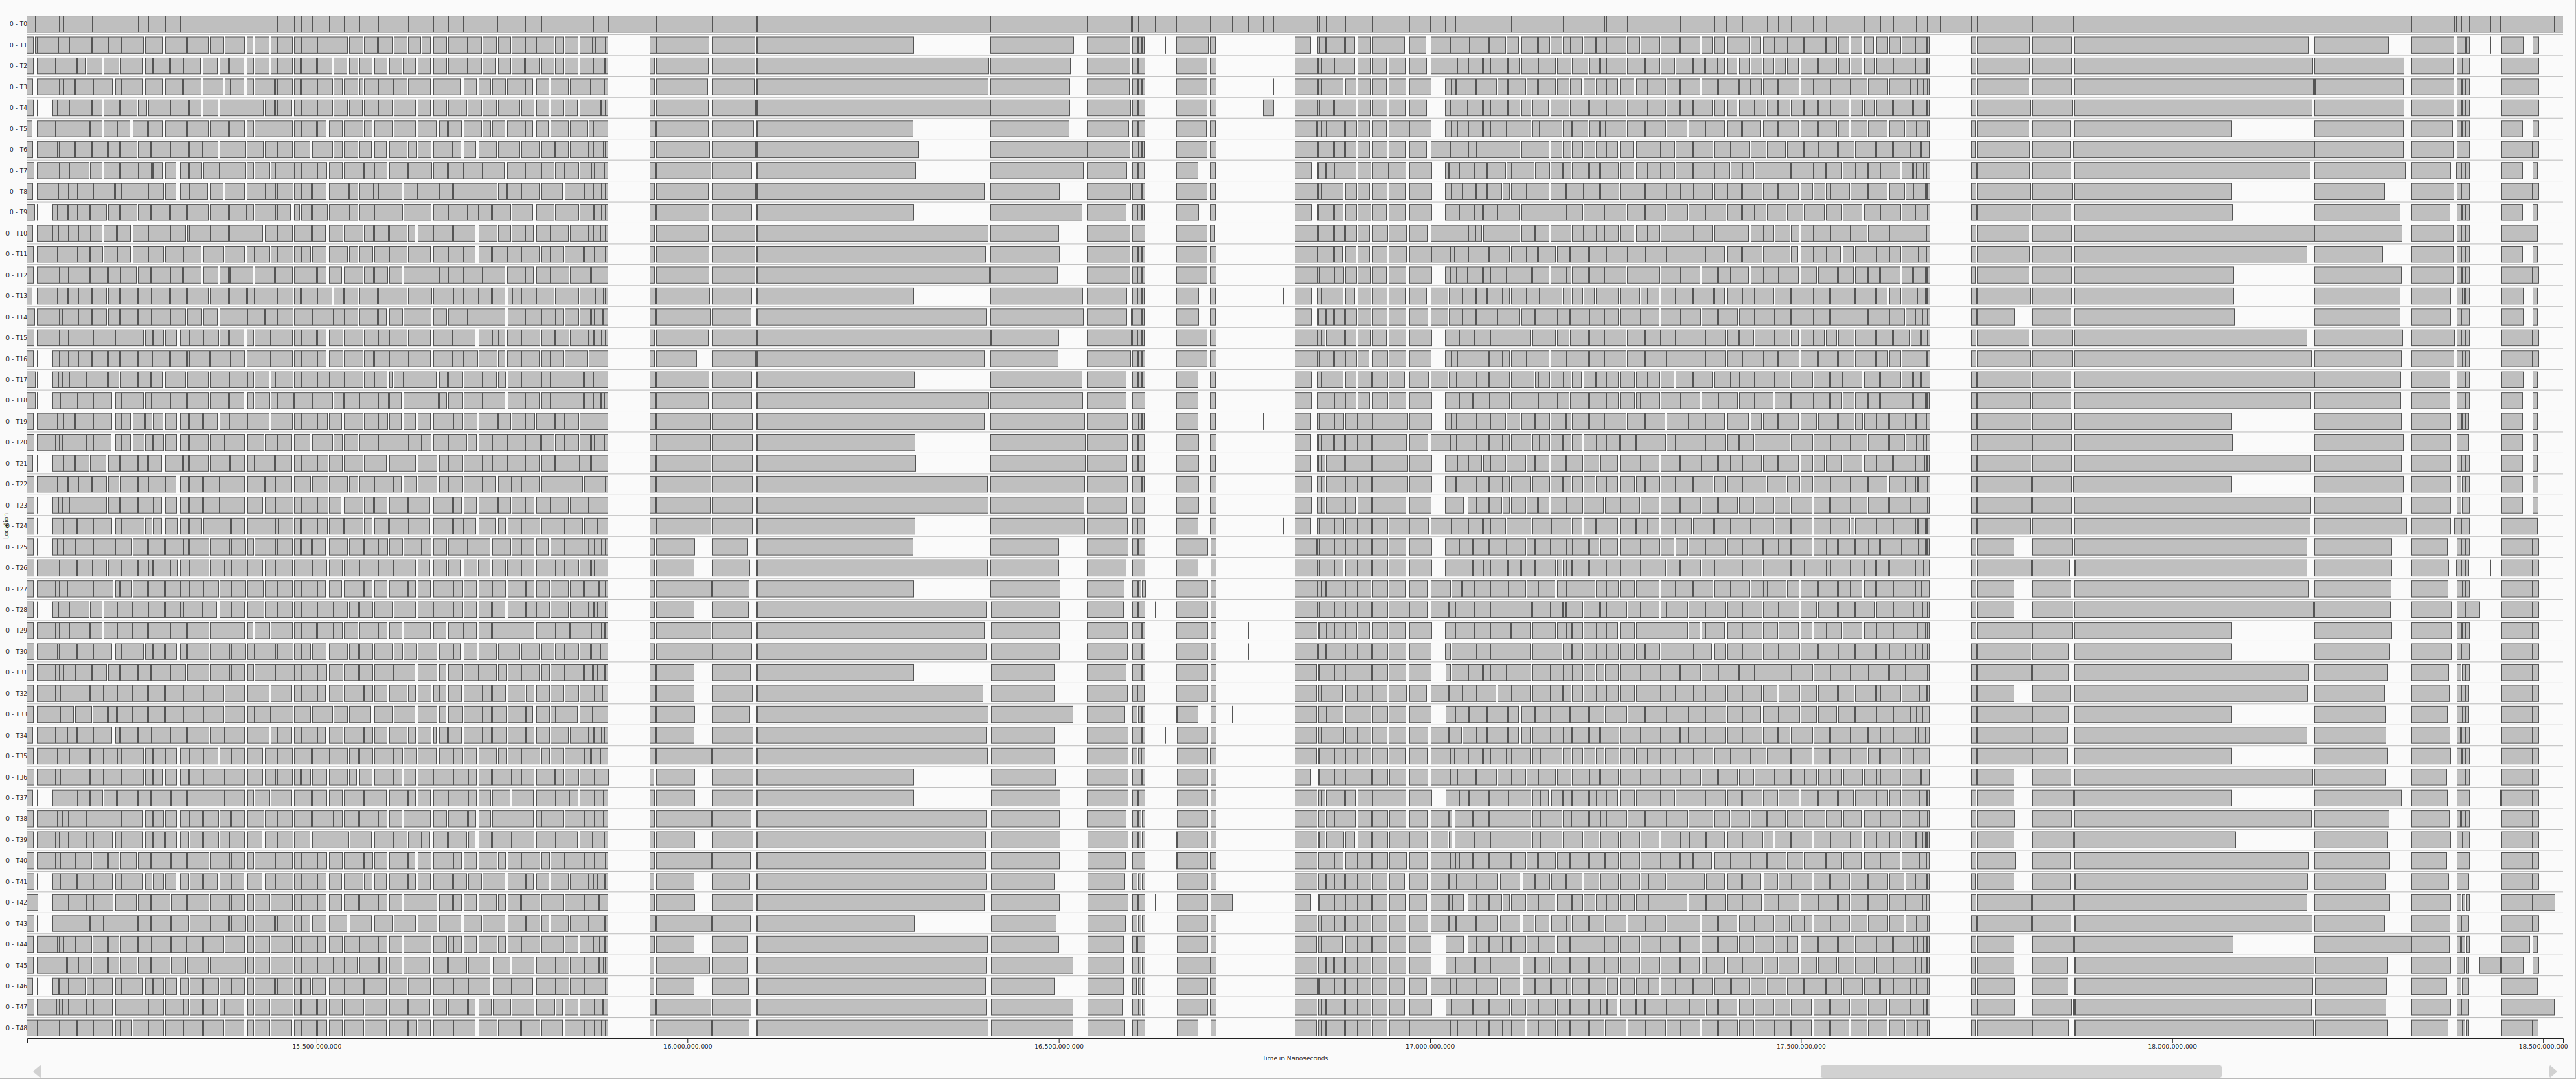 0 - T0
0 - T1
0 - T2
0 - T3
0 - T4
0 - T5
0 - T6
0 - T7
0 - T8
0 - T9
0 - T10
0 - T11
0 - T12
0 - T13
0 - T14
0 - T15
0 - T16
0 - T17
0 - T18
0 - T19
0 - T20
0 - T21
0 - T22
0 - T23
Location
0 - T24
0 - T25
0 - T26
0 - T27
0 - T28
0 - T29
0 - T30
0 - T31
0 - T32
0 - T33
0 - T34
0 - T35
0 - T36
0 - T37
0 - T38
0 - T39
0 - T40
0 - T41
0 - T42
0 - T43
0 - T44
0 - T45
0 - T46
0 - T47
0 - T48
15,500,000,000 16,000,000,000 16,500,000,000 17,000,000,000 17,500,000,000 18,000,000,000 18,500,000,000
Time in Nanoseconds